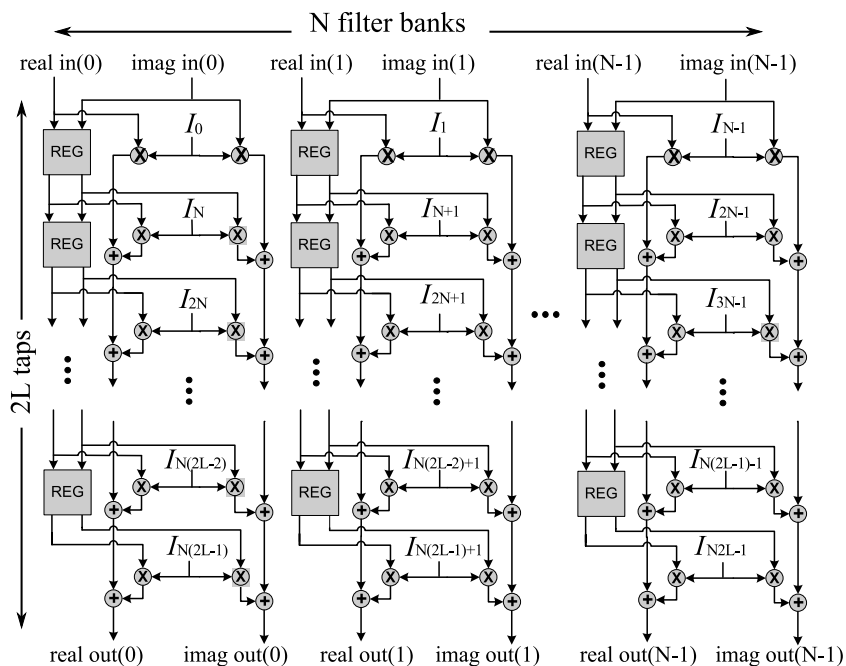 N filter banks
real in(0) imag in(0) real in(1) imag in(1) real in(N-1) imag in(N-1)
I0 I1 IN-1
REG X X REG X X REG X X
IN IN+1 I2N-1
REG X X REG X X REG X X
+ + + + + +
I2N I2N+1 I3N-1
X X X X X X
+ + + + + +
2L taps
IN(2L-2) IN(2L-2)+1 IN(2L-1)-1
REG X X REG X X REG X X
+ + + + + +
IN(2L-1) IN(2L-1)+1 IN2L-1
X X X X X X
+ + + + + +
real out(0) imag out(0) real out(1) imag out(1) real out(N-1) imag out(N-1)